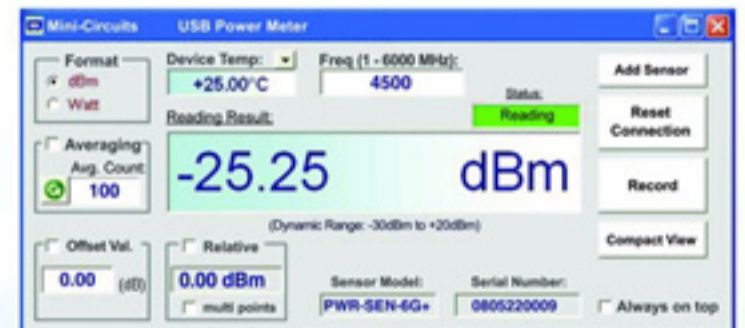 Mini-Circuits USB Power Meter
Format
dBm
Watt
Device Temp:
+25.00°C
Freq (1 - 6000 MHz):
4500
Status:
Reading
Add Sensor
Reset
Connection
Averaging
Avg. Count:
100
Reading Result:
-25.25 dBm
Record
(Dynamic Range: -30dBm to +20dBm)
Compact View
Offset Val.
0.00 (dB)
Relative
0.00 dBm
multi points
Sensor Model:
PWR-SEN-6G+
Serial Number:
0805220009
Always on top